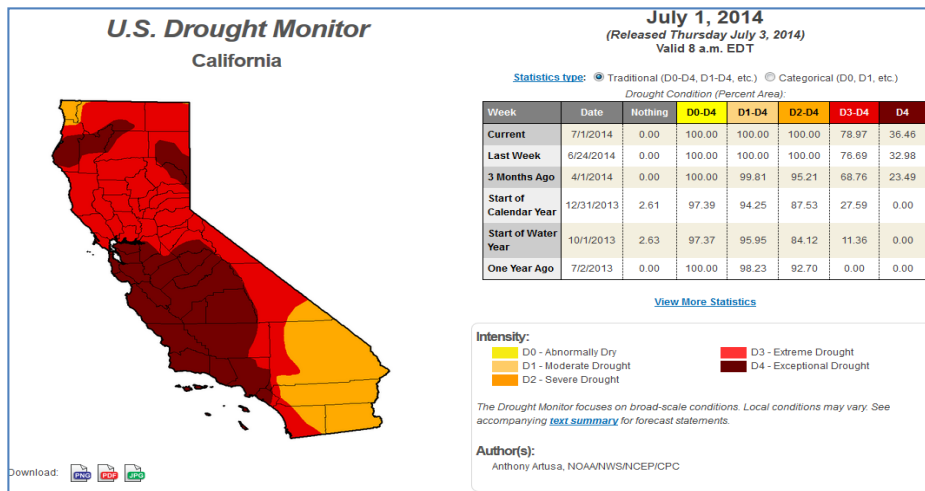 U.S. Drought Monitor
California
July 1, 2014
(Released Thursday July 3, 2014)
Valid 8 a.m. EDT
Statistics type: Traditional (D0-D4, D1-D4, etc.) Categorical (D0, D1, etc.)
Drought Condition (Percent Area):
Week Date Nothing D0-D4 D1-D4 D2-D4 D3-D4 D4
Current 7/1/2014 0.00 100.00 100.00 100.00 78.97 36.46
Last Week 6/24/2014 0.00 100.00 100.00 100.00 76.69 32.98
3 Months Ago 4/1/2014 0.00 100.00 99.81 95.21 68.76 23.49
Start of
Calendar Year 12/31/2013 2.61 97.39 94.25 87.53 27.59 0.00
Start of Water
Year 10/1/2013 2.63 97.37 95.95 84.12 11.36 0.00
One Year Ago 7/2/2013 0.00 100.00 98.23 92.70 0.00 0.00
View More Statistics
Intensity:
D0 - Abnormally Dry
D1 - Moderate Drought
D2 - Severe Drought
D3 - Extreme Drought
D4 - Exceptional Drought
The Drought Monitor focuses on broad-scale conditions. Local conditions may vary. See
accompanying text summary for forecast statements.
Author(s):
Anthony Artusa, NOAA/NWS/NCEP/CPC
Download: PNG PDF JPG